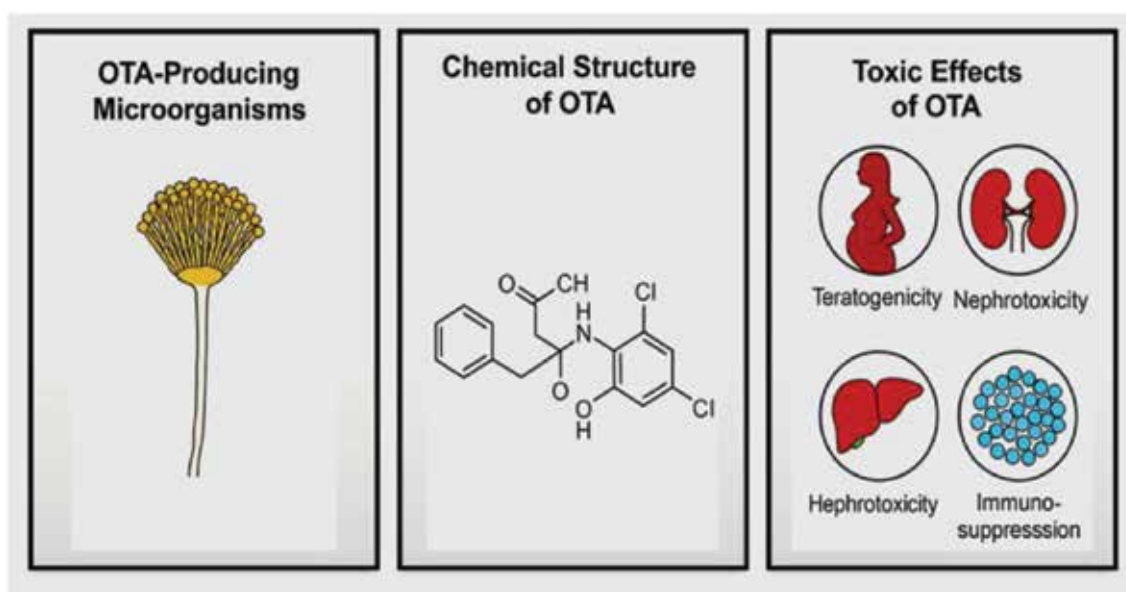 OTA-Producing
Microorganisms
Chemical Structure
of OTA
O
CH
H
N
Cl
O
O
H
Cl
Toxic Effects
of OTA
Teratogenicity
Nephrotoxicity
Hephrotoxicity
Immuno-
suppresssion